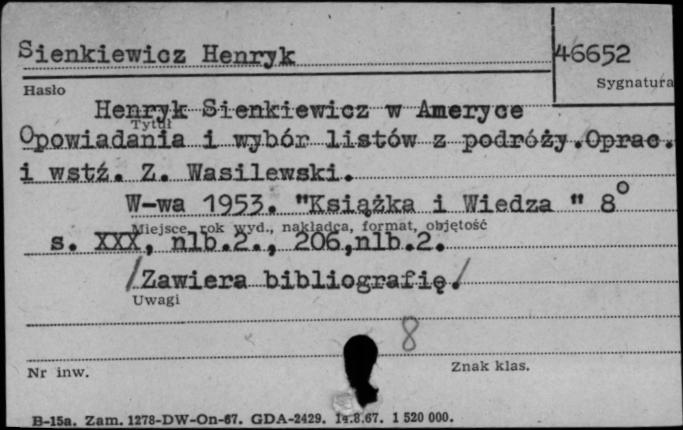 Sienkiewicz Henryk
46652
Hasło
Sygnatura
Henryk Sienkiewicz w Ameryce
Tytuł
Opowiadania i wybór listów z podróży.Oprac.
i wstź. Z. Wasilewski.
W-wa 1953. "Książka i Wiedza " 8°
Miejsce, rok wyd., nakładca, format, objętość
s. XXX, nlb.2., 206,nlb.2.
/Zawiera bibliografię/
Uwagi
8
Nr inw.
Znak klas.
B-15a. Zam. 1278-DW-On-67. GDA-2429. 14.8.67. 1 520 000.